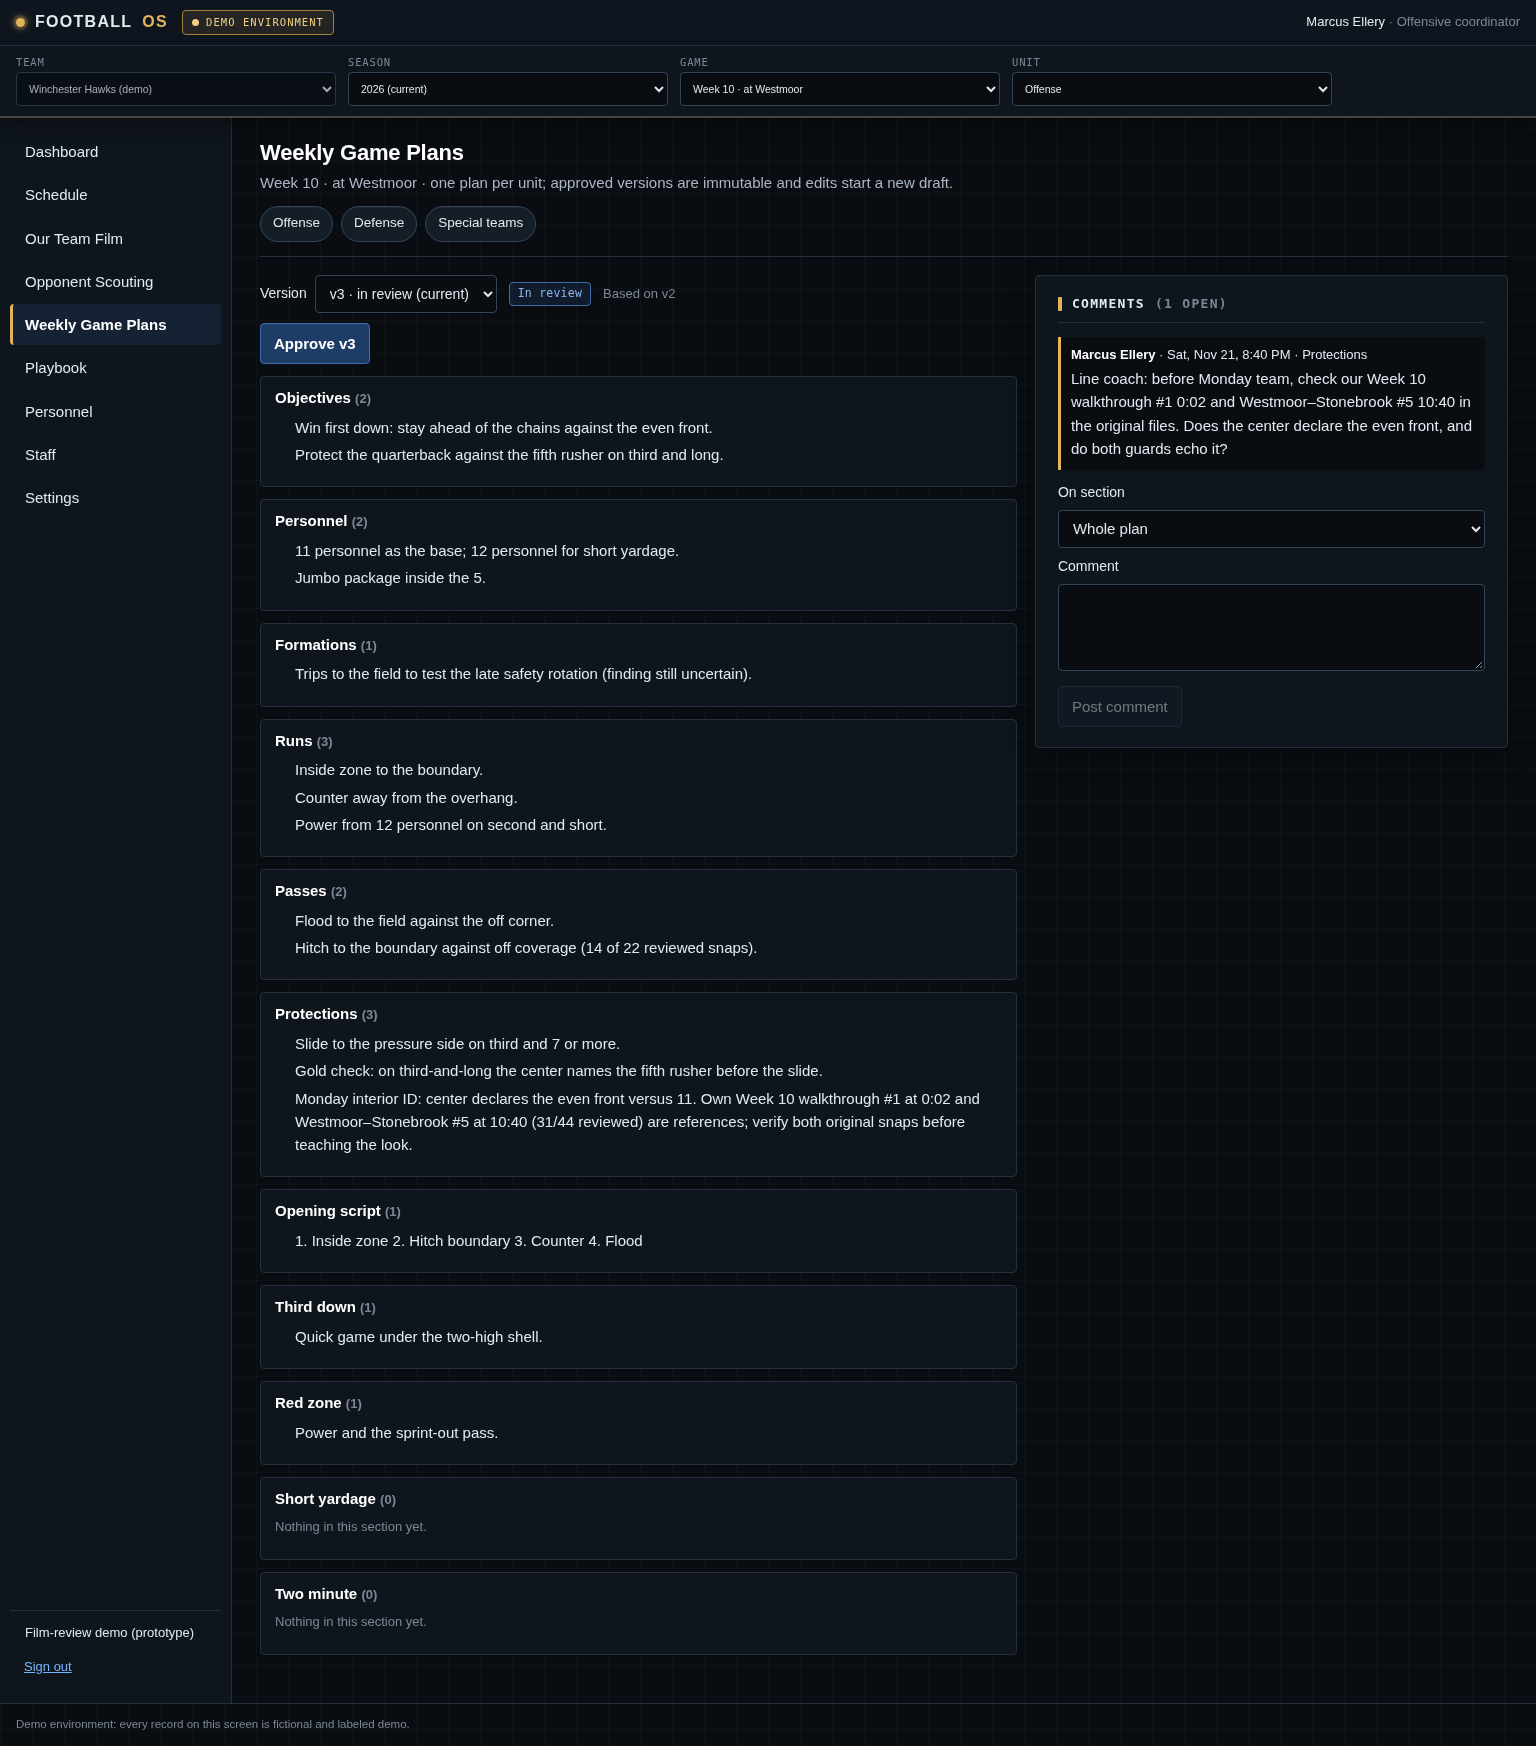 FOOTBALL OS
DEMO ENVIRONMENT
Marcus Ellery · Offensive coordinator
TEAM
Winchester Hawks (demo)
SEASON
2026 (current)
GAME
Week 10 · at Westmoor
UNIT
Offense
Dashboard
Schedule
Our Team Film
Opponent Scouting
Weekly Game Plans
Playbook
Personnel
Staff
Settings
Film-review demo (prototype)
Sign out
Weekly Game Plans
Week 10 · at Westmoor · one plan per unit; approved versions are immutable and edits start a new draft.
Offense
Defense
Special teams
Version
v3 · in review (current)
In review
Based on v2
Approve v3
Objectives (2)
Win first down: stay ahead of the chains against the even front.
Protect the quarterback against the fifth rusher on third and long.
Personnel (2)
11 personnel as the base; 12 personnel for short yardage.
Jumbo package inside the 5.
Formations (1)
Trips to the field to test the late safety rotation (finding still uncertain).
Runs (3)
Inside zone to the boundary.
Counter away from the overhang.
Power from 12 personnel on second and short.
Passes (2)
Flood to the field against the off corner.
Hitch to the boundary against off coverage (14 of 22 reviewed snaps).
Protections (3)
Slide to the pressure side on third and 7 or more.
Gold check: on third-and-long the center names the fifth rusher before the slide.
Monday interior ID: center declares the even front versus 11. Own Week 10 walkthrough #1 at 0:02 and
Westmoor–Stonebrook #5 at 10:40 (31/44 reviewed) are references; verify both original snaps before
teaching the look.
Opening script (1)
1. Inside zone 2. Hitch boundary 3. Counter 4. Flood
Third down (1)
Quick game under the two-high shell.
Red zone (1)
Power and the sprint-out pass.
Short yardage (0)
Nothing in this section yet.
Two minute (0)
Nothing in this section yet.
COMMENTS (1 OPEN)
Marcus Ellery · Sat, Nov 21, 8:40 PM · Protections
Line coach: before Monday team, check our Week 10
walkthrough #1 0:02 and Westmoor–Stonebrook #5 10:40 in
the original files. Does the center declare the even front, and
do both guards echo it?
On section
Whole plan
Comment
Post comment
Demo environment: every record on this screen is fictional and labeled demo.